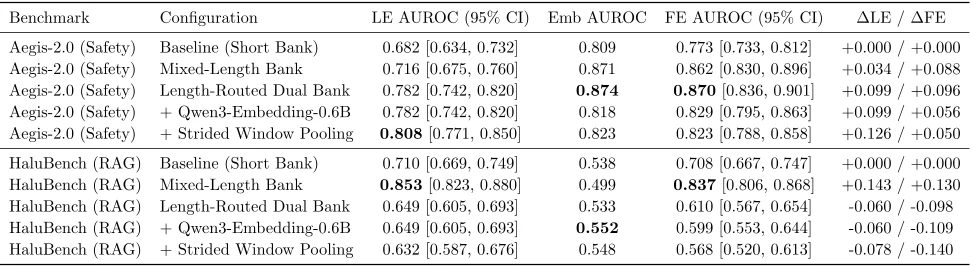 Benchmark Configuration LE AUROC (95% CI) Emb AUROC FE AUROC (95% CI) ΔLE / ΔFE
Aegis-2.0 (Safety) Baseline (Short Bank) 0.682 [0.634, 0.732] 0.809 0.773 [0.733, 0.812] +0.000 / +0.000
Aegis-2.0 (Safety) Mixed-Length Bank 0.716 [0.675, 0.760] 0.871 0.862 [0.830, 0.896] +0.034 / +0.088
Aegis-2.0 (Safety) Length-Routed Dual Bank 0.782 [0.742, 0.820] 0.874 0.870 [0.836, 0.901] +0.099 / +0.096
Aegis-2.0 (Safety) + Qwen3-Embedding-0.6B 0.782 [0.742, 0.820] 0.818 0.829 [0.795, 0.863] +0.099 / +0.056
Aegis-2.0 (Safety) + Strided Window Pooling 0.808 [0.771, 0.850] 0.823 0.823 [0.788, 0.858] +0.126 / +0.050
HaluBench (RAG) Baseline (Short Bank) 0.710 [0.669, 0.749] 0.538 0.708 [0.667, 0.747] +0.000 / +0.000
HaluBench (RAG) Mixed-Length Bank 0.853 [0.823, 0.880] 0.499 0.837 [0.806, 0.868] +0.143 / +0.130
HaluBench (RAG) Length-Routed Dual Bank 0.649 [0.605, 0.693] 0.533 0.610 [0.567, 0.654] -0.060 / -0.098
HaluBench (RAG) + Qwen3-Embedding-0.6B 0.649 [0.605, 0.693] 0.552 0.599 [0.553, 0.644] -0.060 / -0.109
HaluBench (RAG) + Strided Window Pooling 0.632 [0.587, 0.676] 0.548 0.568 [0.520, 0.613] -0.078 / -0.140